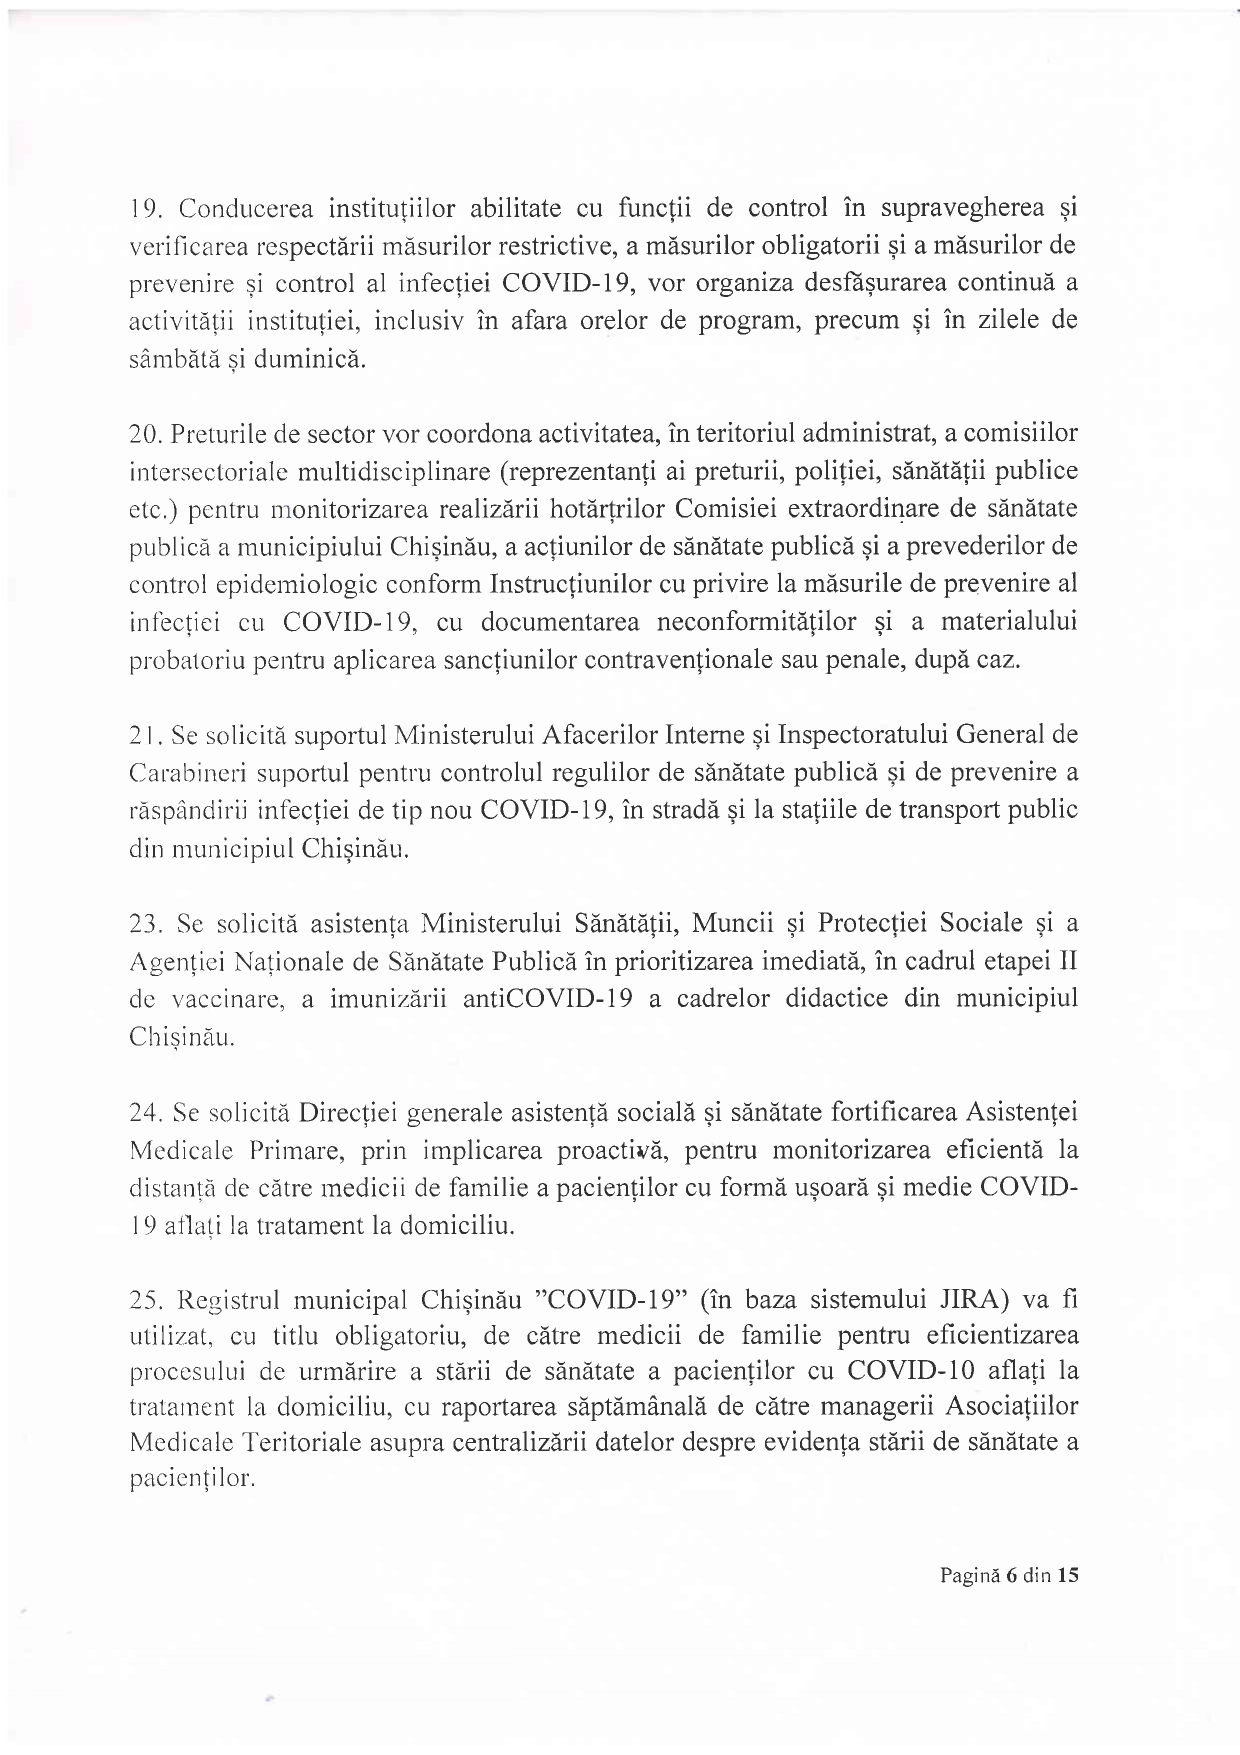 19. Conducerea instituțiilor abilitate cu funcții de control în supravegherea și
verificarea respectării măsurilor restrictive, a măsurilor obligatorii și a măsurilor de
prevenire și control al infecției COVID-19, vor organiza desfășurarea continuă a
activității instituției, inclusiv în afara orelor de program, precum și în zilele de
sâmbătă și duminică.
20. Preturile de sector vor coordona activitatea, în teritoriul administrat, a comisiilor
intersectoriale multidisciplinare (reprezentanți ai preturii, poliției, sănătății publice
etc.) pentru monitorizarea realizării hotărțrilor Comisiei extraordinare de sănătate
publică a municipiului Chișinău, a acțiunilor de sănătate publică și a prevederilor de
control epidemiologic conform Instrucțiunilor cu privire la măsurile de prevenire al
infecției cu COVID-19, cu documentarea neconformităților și a materialului
probatoriu pentru aplicarea sancțiunilor contravenționale sau penale, după caz.
21. Se solicită suportul Ministerului Afacerilor Interne și Inspectoratului General de
Carabineri suportul pentru controlul regulilor de sănătate publică și de prevenire a
răspândirii infecției de tip nou COVID-19, în stradă și la stațiile de transport public
din municipiul Chișinău.
23. Se solicită asistența Ministerului Sănătății, Muncii și Protecției Sociale și a
Agenției Naționale de Sănătate Publică în prioritizarea imediată, în cadrul etapei II
de vaccinare, a imunizării antiCOVID-19 a cadrelor didactice din municipiul
Chișinău.
24. Se solicită Direcției generale asistență socială și sănătate fortificarea Asistenței
Medicale Primare, prin implicarea proactivă, pentru monitorizarea eficientă la
distanță de către medicii de familie a pacienților cu formă ușoară și medie COVID-
19 aflați la tratament la domiciliu.
25. Registrul municipal Chișinău ”COVID-19” (în baza sistemului JIRA) va fi
utilizat, cu titlu obligatoriu, de către medicii de familie pentru eficientizarea
procesului de urmărire a stării de sănătate a pacienților cu COVID-10 aflați la
tratament la domiciliu, cu raportarea săptămânală de către managerii Asociațiilor
Medicale Teritoriale asupra centralizării datelor despre evidența stării de sănătate a
pacienților.
Pagină 6 din 15